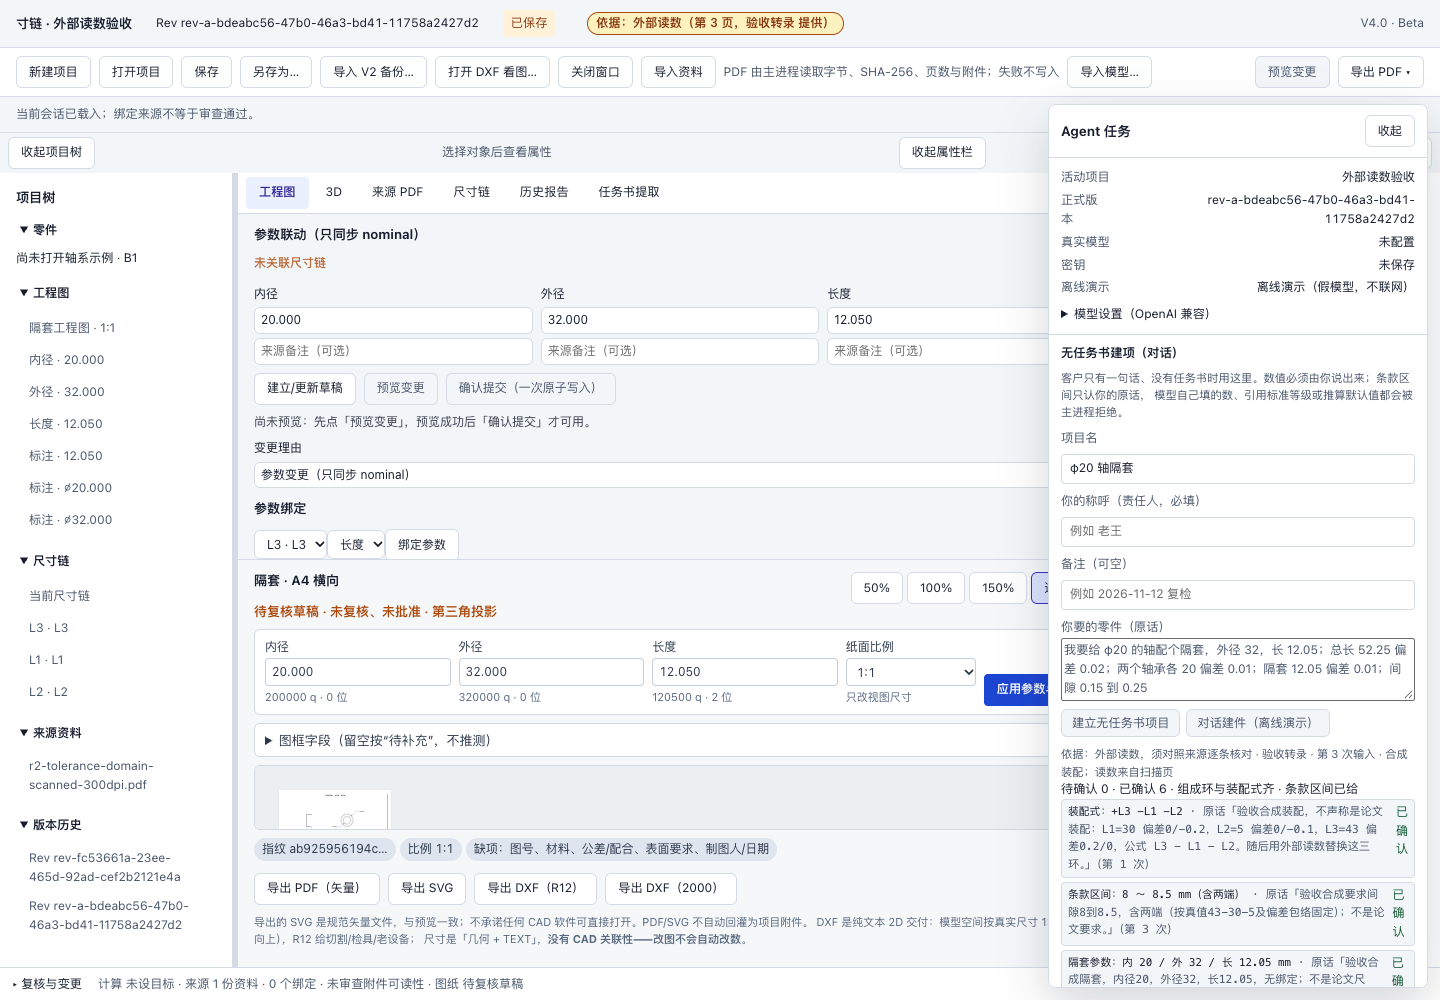 寸链 · 外部读数验收
Rev rev-a-bdeabc56-47b0-46a3-bd41-11758a2427d2
已保存
依据：外部读数（第 3 页，验收转录 提供）
V4.0 · Beta
新建项目
打开项目
保存
另存为...
导入 V2 备份...
打开 DXF 看图...
关闭窗口
导入资料
PDF 由主进程读取字节、SHA-256、页数与附件；失败不写入
导入模型...
预览变更
导出 PDF ▾
当前会话已载入；绑定来源不等于审查通过。
收起项目树
选择对象后查看属性
收起属性栏
项目树
▼ 零件
尚未打开轴系示例 · B1
▼ 工程图
隔套工程图 · 1:1
内径 · 20.000
外径 · 32.000
长度 · 12.050
标注 · 12.050
标注 · ⌀20.000
标注 · ⌀32.000
▼ 尺寸链
当前尺寸链
L3 · L3
L1 · L1
L2 · L2
▼ 来源资料
r2-tolerance-domain-
scanned-300dpi.pdf
▼ 版本历史
Rev rev-fc53661a-23ee-
465d-92ad-cef2b2121e4a
Rev rev-a-bdeabc56-47b0-
46a3-bd41-11758a2427d2
工程图
3D
来源 PDF
尺寸链
历史报告
任务书提取
参数联动（只同步 nominal）
未关联尺寸链
内径
外径
长度
20.000
32.000
12.050
来源备注（可选）
来源备注（可选）
来源备注（可选）
建立/更新草稿
预览变更
确认提交（一次原子写入）
尚未预览：先点「预览变更」，预览成功后「确认提交」才可用。
变更理由
参数变更（只同步 nominal）
参数绑定
L3 · L3
长度
绑定参数
隔套 · A4 横向
50%
100%
150%
待复核草稿 · 未复核、未批准 · 第三角投影
内径
外径
长度
纸面比例
20.000
32.000
12.050
1:1
应用参数
200000 q · 0 位
320000 q · 0 位
120500 q · 2 位
只改视图尺寸
▶ 图框字段（留空按“待补充”，不推测）
指纹 ab925956194c...
比例 1:1
缺项：图号、材料、公差/配合、表面要求、制图人/日期
导出 PDF（矢量）
导出 SVG
导出 DXF（R12）
导出 DXF（2000）
导出的 SVG 是规范矢量文件，与预览一致；不承诺任何 CAD 软件可直接打开。PDF/SVG 不自动回灌为项目附件。 DXF 是纯文本 2D 交付：模型空间按真实尺寸 1:
向上），R12 给切割/检具/老设备； 尺寸是「几何 + TEXT」，没有 CAD 关联性——改图不会自动改数。
▸ 复核与变更
计算 未设目标 · 来源 1 份资料 · 0 个绑定 · 未审查附件可读性 · 图纸 待复核草稿
Agent 任务
收起
活动项目
外部读数验收
正式版本
rev-a-bdeabc56-47b0-46a3-bd41-
11758a2427d2
真实模型
未配置
密钥
未保存
离线演示
离线演示（假模型，不联网）
▶ 模型设置（OpenAI 兼容）
无任务书建项（对话）
客户只有一句话、没有任务书时用这里。数值必须由你说出来；条款区
间只认你的原话， 模型自己填的数、引用标准等级或推算默认值都会被
主进程拒绝。
项目名
φ20 轴隔套
你的称呼（责任人，必填）
例如 老王
备注（可空）
例如 2026-11-12 复检
你要的零件（原话）
我要给 φ20 的轴配个隔套，外径 32，长 12.05；总长 52.25 偏
差 0.02；两个轴承各 20 偏差 0.01；隔套 12.05 偏差 0.01；间
隙 0.15 到 0.25
建立无任务书项目
对话建件（离线演示）
依据：外部读数，须对照来源逐条核对 · 验收转录 · 第 3 次输入 · 合成
装配；读数来自扫描页
待确认 0 · 已确认 6 · 组成环与装配式齐 · 条款区间已给
装配式：+L3 −L1 −L2 · 原话「验收合成装配，不声称是论文
装配：L1=30 偏差0/−0.2，L2=5 偏差0/−0.1，L3=43 偏
差0.2/0，公式 L3 − L1 − L2。随后用外部读数替换这三
环。」（第 1 次）
已确认
条款区间：8 ～ 8.5 mm（含两端） · 原话「验收合成要求间
隙8到8.5，含两端（按真值43−30−5及偏差包络固定）；不是论
文要求。」（第 3 次）
已确认
隔套参数：内 20 / 外 32 / 长 12.05 mm · 原话「验收合
成隔套，内径20，外径32，长12.05，无绑定；不是论文尺
已确